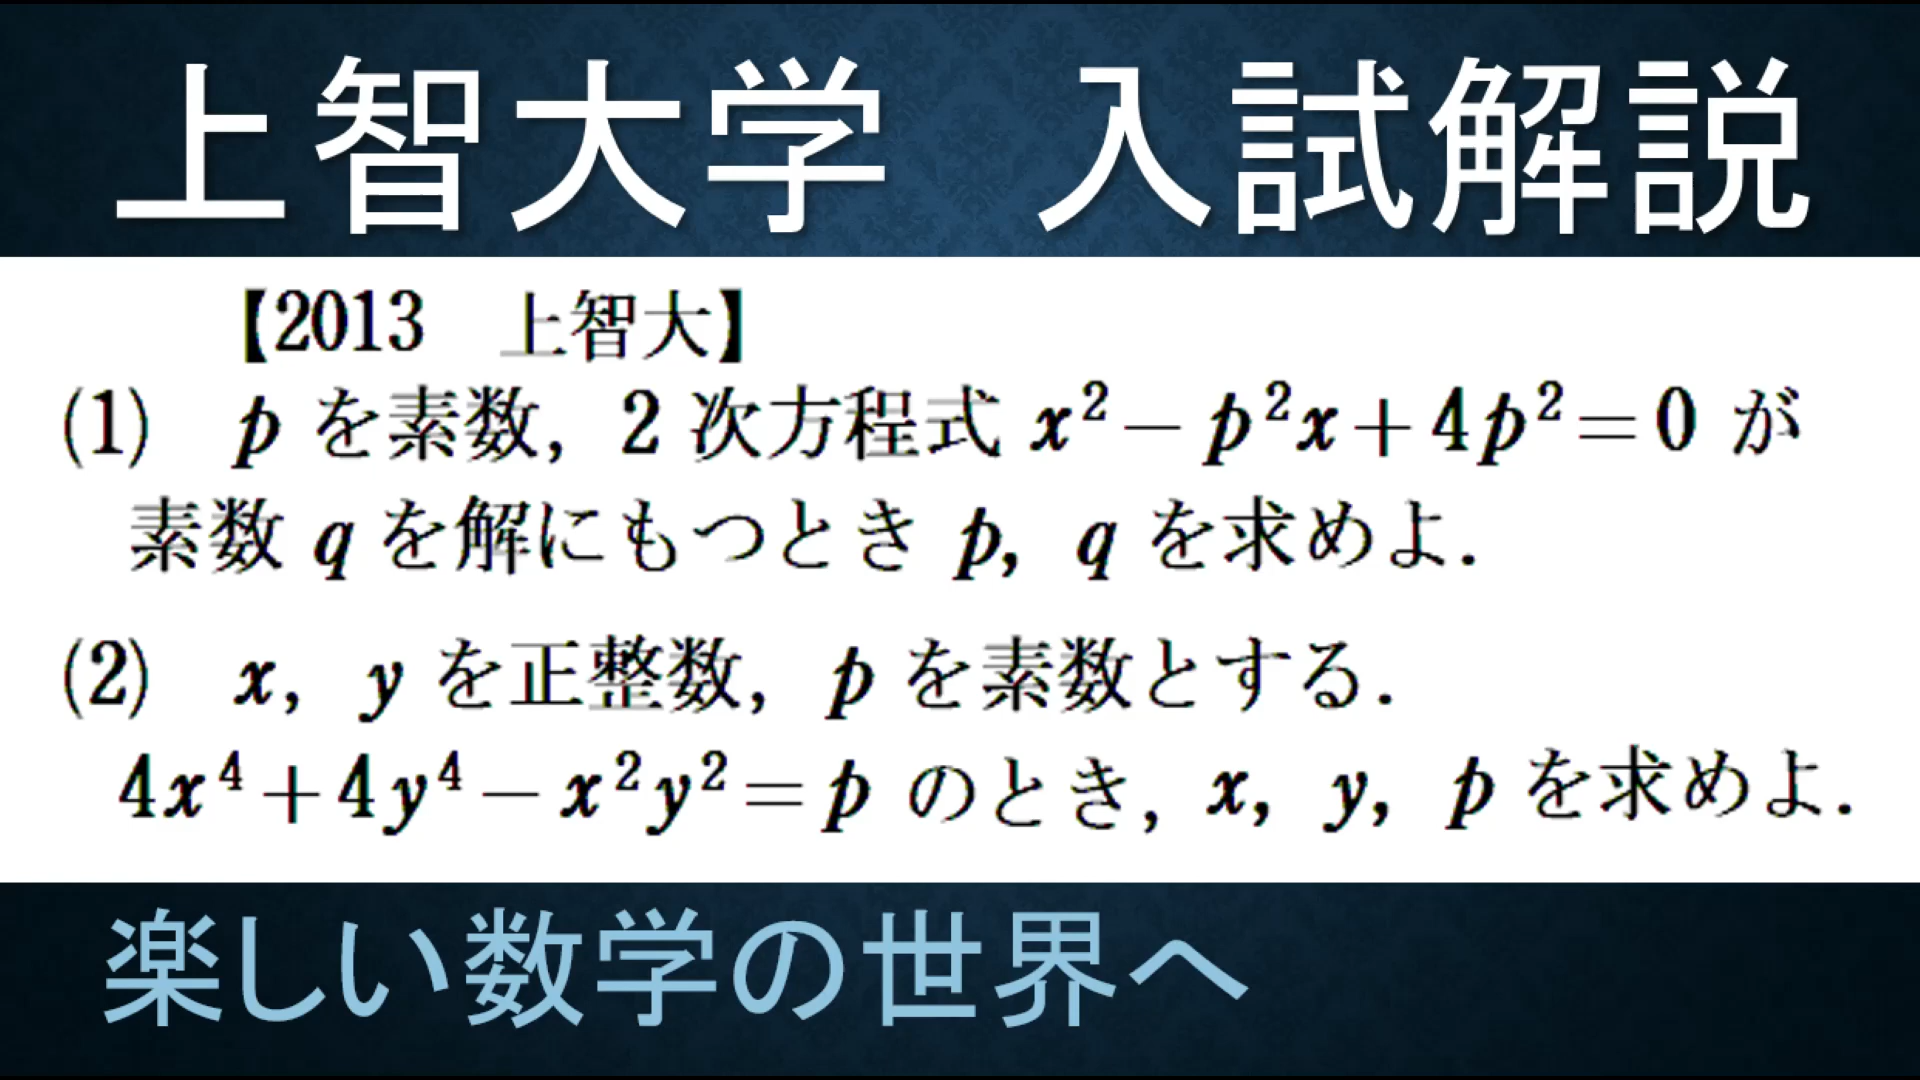 上智大学　入試解説
【2013　上智大】
(1)　p を素数，2 次方程式 x²－p²x＋4p²＝0 が
素数 q を解にもつとき p，q を求めよ．
(2)　x，y を正整数，p を素数とする．
4x⁴＋4y⁴－x²y²＝p のとき，x，y，p を求めよ．
楽しい数学の世界へ